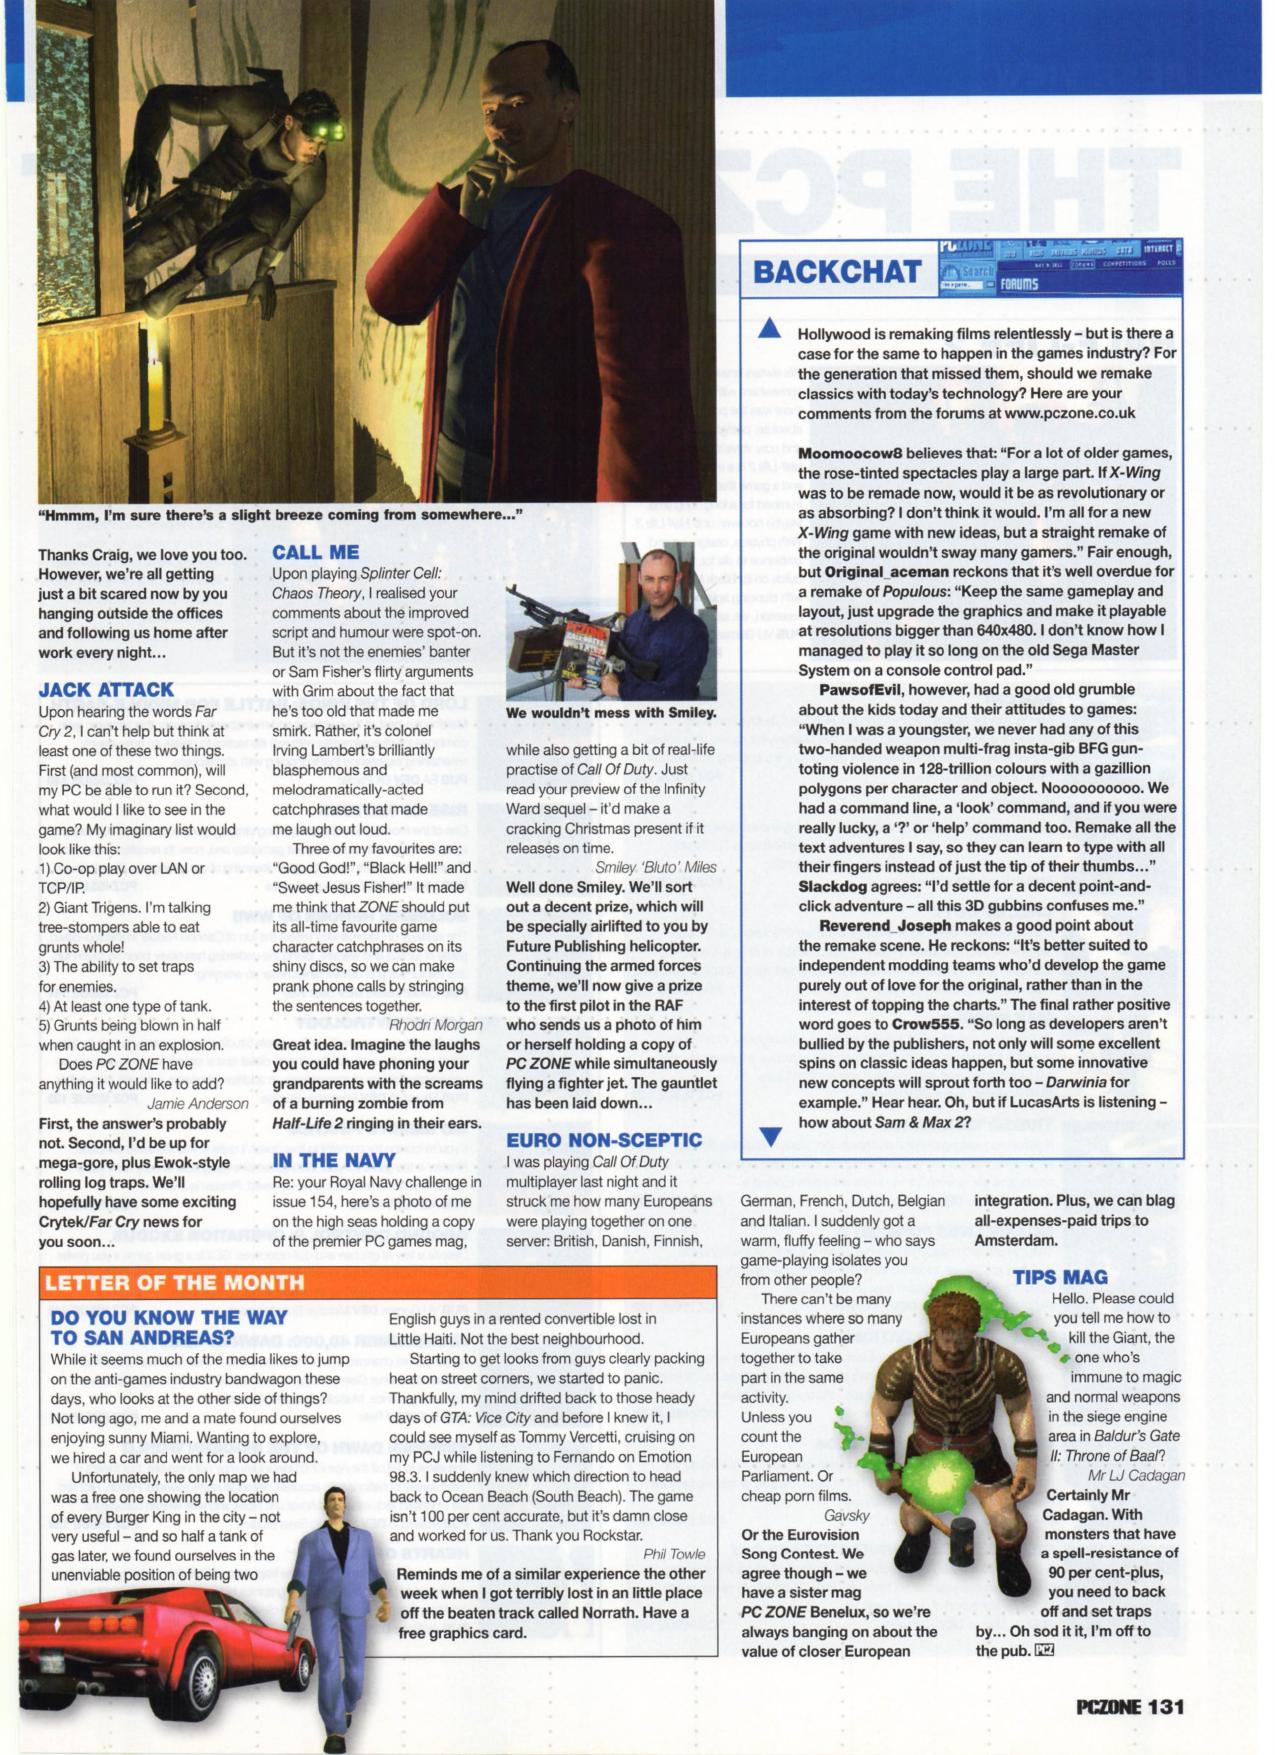 "Hmmm, I'm sure there's a slight breeze coming from somewhere..."
Thanks Craig, we love you too.
However, we're all getting
just a bit scared now by you
hanging outside the offices
and following us home after
work every night...
JACK ATTACK
Upon hearing the words Far
Cry 2, I can't help but think at
least one of these two things.
First (and most common), will
my PC be able to run it? Second,
what would I like to see in the
game? My imaginary list would
look like this:
1) Co-op play over LAN or
TCP/IP.
2) Giant Trigens. I'm talking
tree-stompers able to eat
grunts whole!
3) The ability to set traps
for enemies.
4) At least one type of tank.
5) Grunts being blown in half
when caught in an explosion.
Does PC ZONE have
anything it would like to add?
Jamie Anderson
First, the answer's probably
not. Second, I'd be up for
mega-gore, plus Ewok-style
rolling log traps. We'll
hopefully have some exciting
Crytek/Far Cry news for
you soon...
CALL ME
Upon playing Splinter Cell:
Chaos Theory, I realised your
comments about the improved
script and humour were spot-on.
But it's not the enemies' banter
or Sam Fisher's flirty arguments
with Grim about the fact that
he's too old that made me
smirk. Rather, it's colonel
Irving Lambert's brilliantly
blasphemous and
melodramatically-acted
catchphrases that made
me laugh out loud.
Three of my favourites are:
"Good God!", "Black Hell!" and
"Sweet Jesus Fisher!" It made
me think that ZONE should put
its all-time favourite game
character catchphrases on its
shiny discs, so we can make
prank phone calls by stringing
the sentences together.
Rhodri Morgan
Great idea. Imagine the laughs
you could have phoning your
grandparents with the screams
of a burning zombie from
Half-Life 2 ringing in their ears.
IN THE NAVY
Re: your Royal Navy challenge in
issue 154, here's a photo of me
on the high seas holding a copy
of the premier PC games mag,
PCZONE
We wouldn't mess with Smiley.
while also getting a bit of real-life
practise of Call Of Duty. Just
read your preview of the Infinity
Ward sequel – it'd make a
cracking Christmas present if it
releases on time.
Smiley 'Bluto' Miles
Well done Smiley. We'll sort
out a decent prize, which will
be specially airlifted to you by
Future Publishing helicopter.
Continuing the armed forces
theme, we'll now give a prize
to the first pilot in the RAF
who sends us a photo of him
or herself holding a copy of
PC ZONE while simultaneously
flying a fighter jet. The gauntlet
has been laid down...
EURO NON-SCEPTIC
I was playing Call Of Duty
multiplayer last night and it
struck me how many Europeans
were playing together on one
server: British, Danish, Finnish,
German, French, Dutch, Belgian
and Italian. I suddenly got a
warm, fluffy feeling – who says
game-playing isolates you
from other people?
There can't be many
instances where so many
Europeans gather
together to take
part in the same
activity.
Unless you
count the
European
Parliament. Or
cheap porn films.
Gavsky
Or the Eurovision
Song Contest. We
agree though – we
have a sister mag
PC ZONE Benelux, so we're
always banging on about the
value of closer European
integration. Plus, we can blag
all-expenses-paid trips to
Amsterdam.
TIPS MAG
Hello. Please could
you tell me how to
kill the Giant, the
one who's
immune to magic
and normal weapons
in the siege engine
area in Baldur's Gate
II: Throne of Baal?
Mr LJ Cadagan
Certainly Mr
Cadagan. With
monsters that have
a spell-resistance of
90 per cent-plus,
you need to back
off and set traps
by... Oh sod it it, I'm off to
the pub. PCZ
BACKCHAT
PCZONE
Search
INTERACT
FORUMS COMPETITIONS POLLS
FORUMS
Hollywood is remaking films relentlessly – but is there a
case for the same to happen in the games industry? For
the generation that missed them, should we remake
classics with today's technology? Here are your
comments from the forums at www.pczone.co.uk
Moomoocow8 believes that: "For a lot of older games,
the rose-tinted spectacles play a large part. If X-Wing
was to be remade now, would it be as revolutionary or
as absorbing? I don't think it would. I'm all for a new
X-Wing game with new ideas, but a straight remake of
the original wouldn't sway many gamers." Fair enough,
but Original_aceman reckons that it's well overdue for
a remake of Populous: "Keep the same gameplay and
layout, just upgrade the graphics and make it playable
at resolutions bigger than 640x480. I don't know how I
managed to play it so long on the old Sega Master
System on a console control pad."
PawsofEvil, however, had a good old grumble
about the kids today and their attitudes to games:
"When I was a youngster, we never had any of this
two-handed weapon multi-frag insta-gib BFG gun-
toting violence in 128-trillion colours with a gazillion
polygons per character and object. Noooooooooo. We
had a command line, a 'look' command, and if you were
really lucky, a '?' or 'help' command too. Remake all the
text adventures I say, so they can learn to type with all
their fingers instead of just the tip of their thumbs..."
Slackdog agrees: "I'd settle for a decent point-and-
click adventure – all this 3D gubbins confuses me."
Reverend_Joseph makes a good point about
the remake scene. He reckons: "It's better suited to
independent modding teams who'd develop the game
purely out of love for the original, rather than in the
interest of topping the charts." The final rather positive
word goes to Crow555. "So long as developers aren't
bullied by the publishers, not only will some excellent
spins on classic ideas happen, but some innovative
new concepts will sprout forth too – Darwinia for
example." Hear hear. Oh, but if LucasArts is listening –
how about Sam & Max 2?
LETTER OF THE MONTH
DO YOU KNOW THE WAY
TO SAN ANDREAS?
While it seems much of the media likes to jump
on the anti-games industry bandwagon these
days, who looks at the other side of things?
Not long ago, me and a mate found ourselves
enjoying sunny Miami. Wanting to explore,
we hired a car and went for a look around.
Unfortunately, the only map we had
was a free one showing the location
of every Burger King in the city – not
very useful – and so half a tank of
gas later, we found ourselves in the
unenviable position of being two
English guys in a rented convertible lost in
Little Haiti. Not the best neighbourhood.
Starting to get looks from guys clearly packing
heat on street corners, we started to panic.
Thankfully, my mind drifted back to those heady
days of GTA: Vice City and before I knew it, I
could see myself as Tommy Vercetti, cruising on
my PCJ while listening to Fernando on Emotion
98.3. I suddenly knew which direction to head
back to Ocean Beach (South Beach). The game
isn't 100 per cent accurate, but it's damn close
and worked for us. Thank you Rockstar.
Phil Towle
Reminds me of a similar experience the other
week when I got terribly lost in an little place
off the beaten track called Norrath. Have a
free graphics card.
PCZONE 131